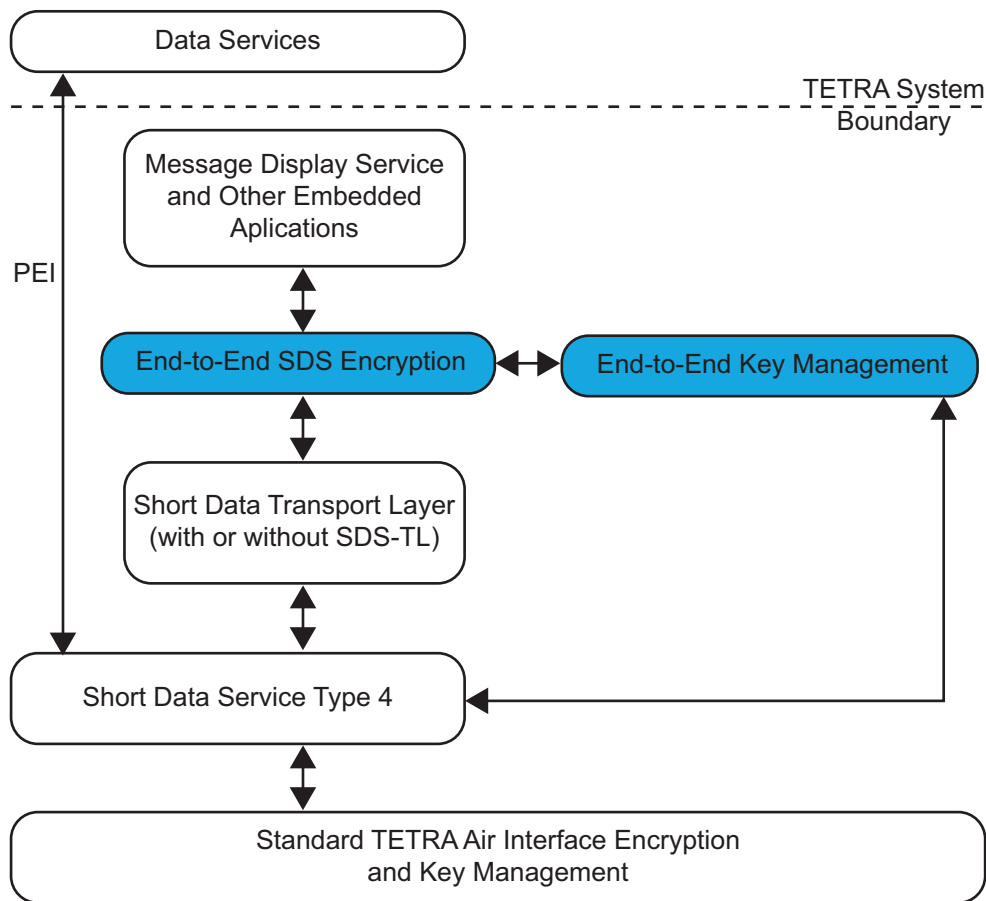 Data Services
TETRA System
Boundary
Message Display Service
and Other Embedded
Aplications
PEI
End-to-End SDS Encryption
End-to-End Key Management
Short Data Transport Layer
(with or without SDS-TL)
Short Data Service Type 4
Standard TETRA Air Interface Encryption
and Key Management